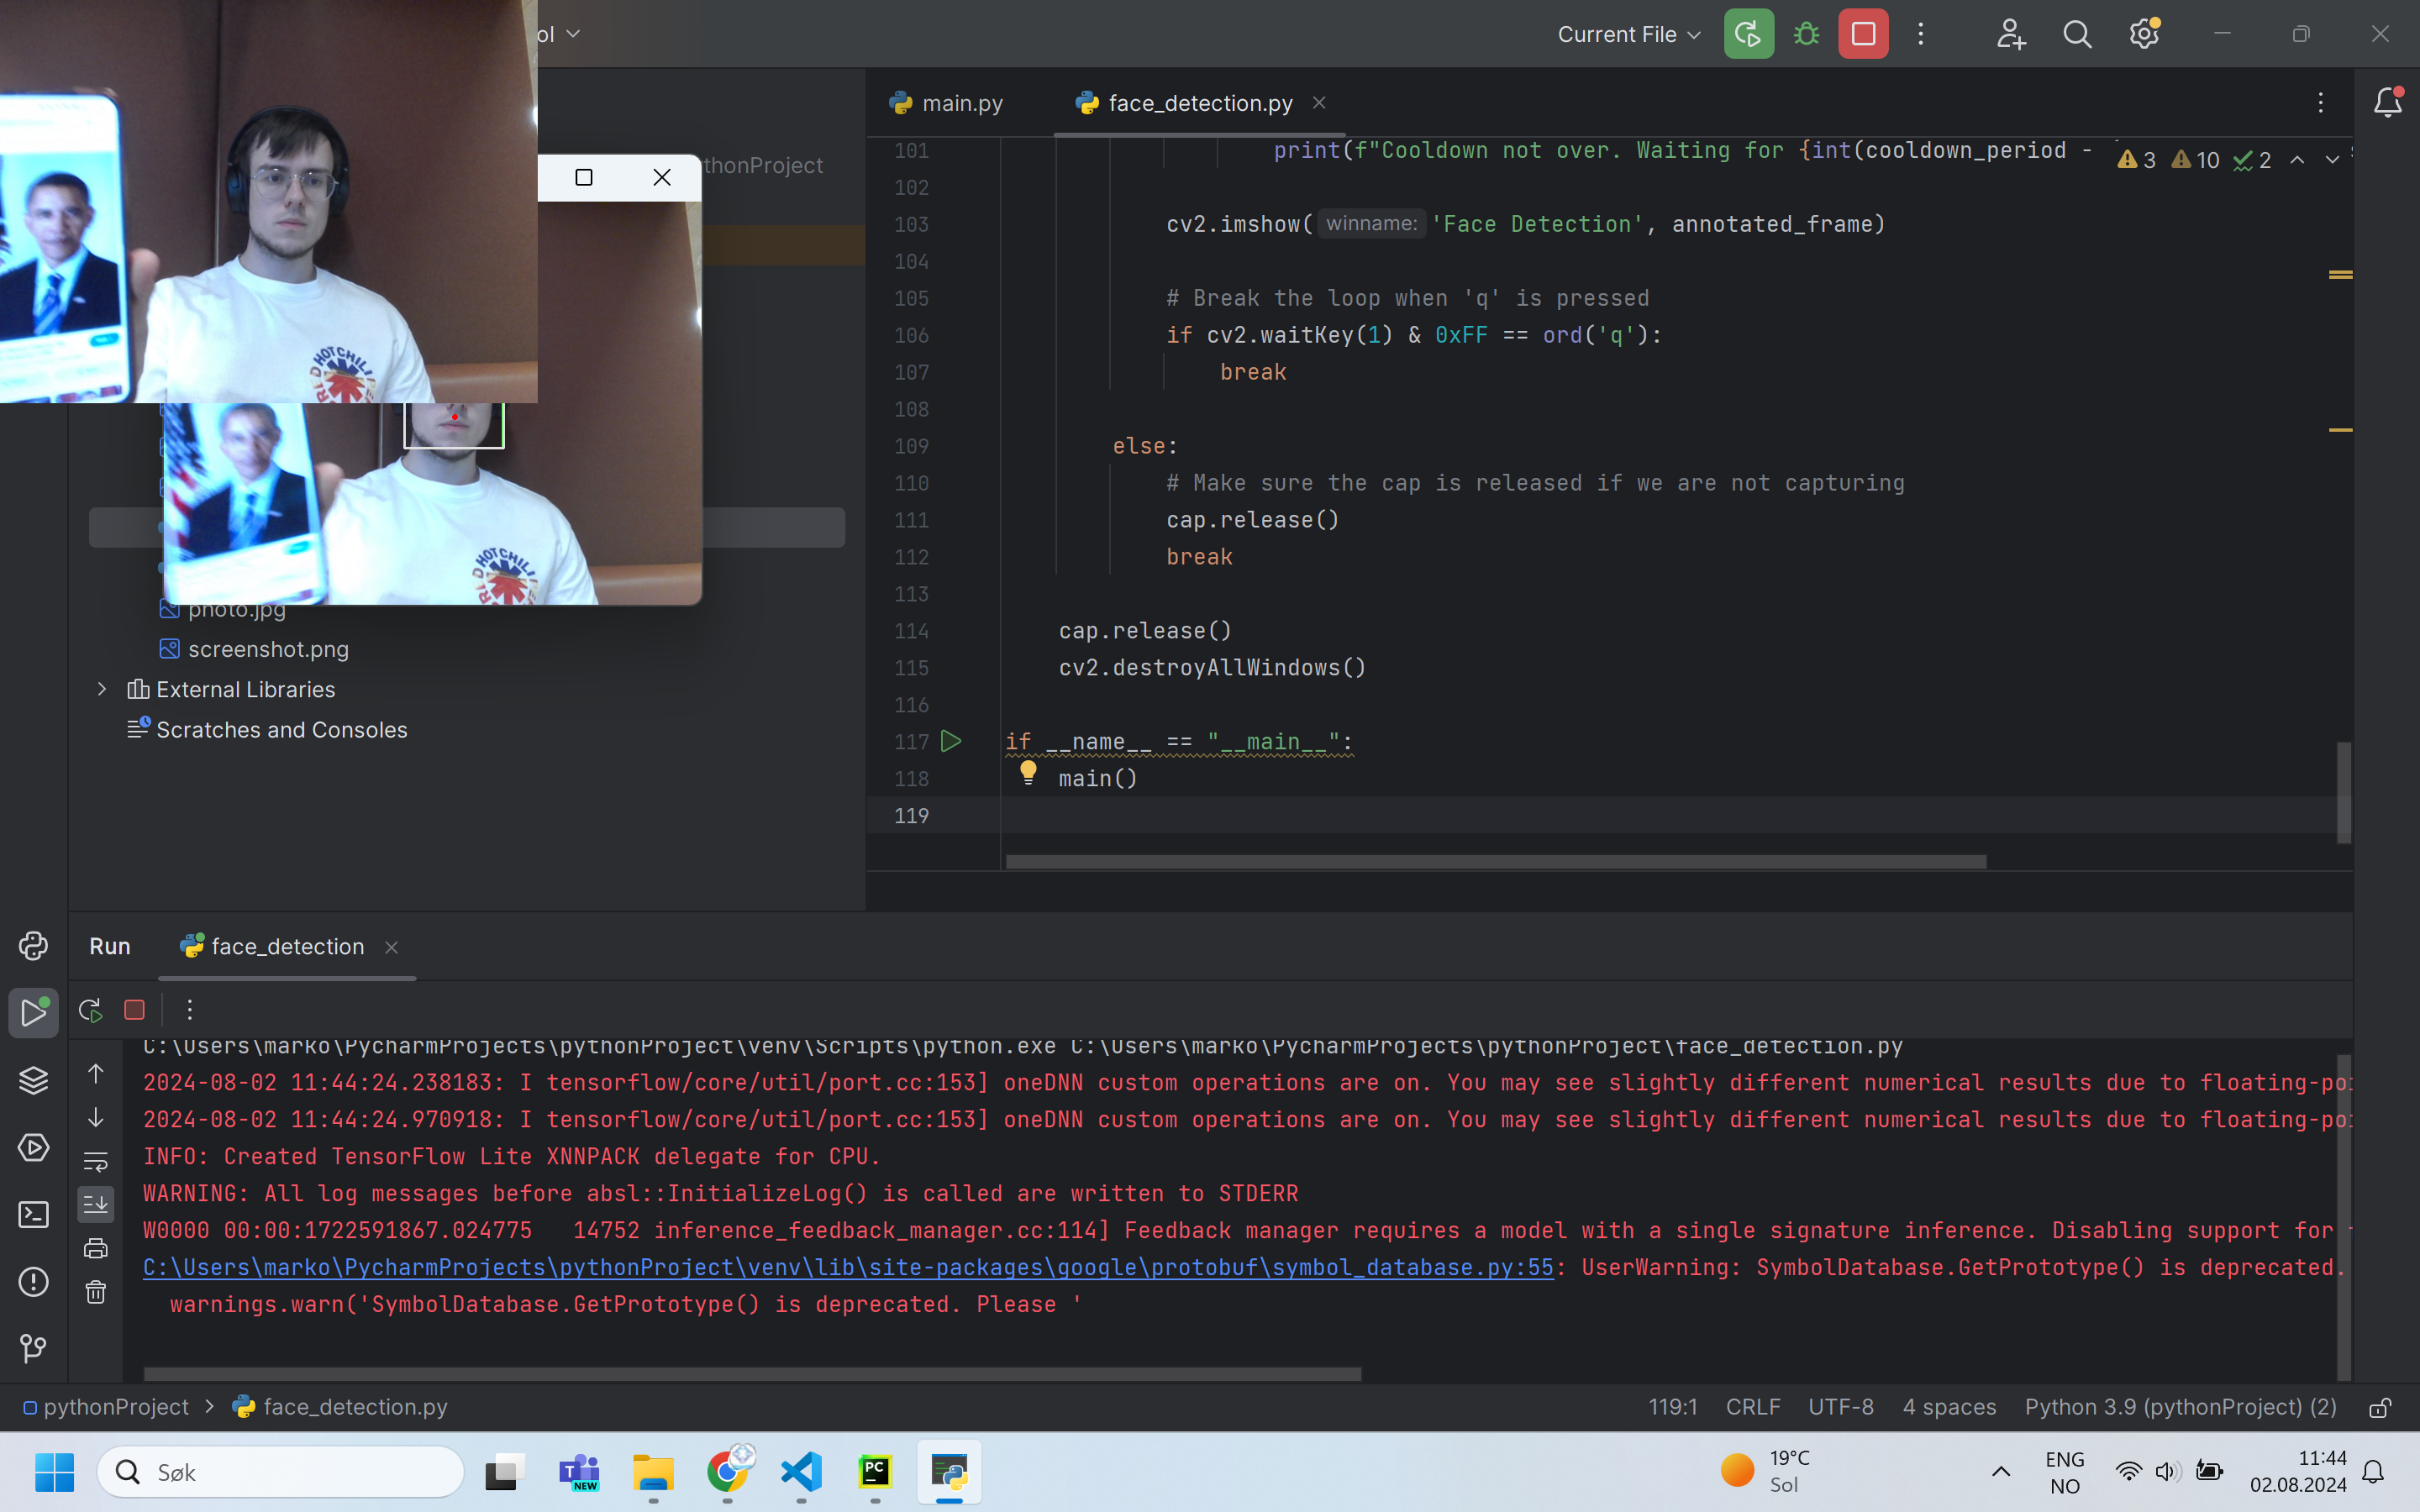 ol
Current File
thonProject
main.py
face_detection.py
101 print(f"Cooldown not over. Waiting for {int(cooldown_period -
3 10 2
102
103 cv2.imshow( winname: 'Face Detection', annotated_frame)
104
105 # Break the loop when 'q' is pressed
106 if cv2.waitKey(1) & 0xFF == ord('q'):
107 break
108
109 else:
110 # Make sure the cap is released if we are not capturing
111 cap.release()
112 break
113
114 cap.release()
115 cv2.destroyAllWindows()
116
117 if __name__ == "__main__":
118 main()
119
D HOT CHILI
D HOT CHILI
photo.jpg
screenshot.png
External Libraries
Scratches and Consoles
Run
face_detection
C:\Users\marko\PycharmProjects\pythonProject\venv\Scripts\python.exe C:\Users\marko\PycharmProjects\pythonProject\face_detection.py
2024-08-02 11:44:24.238183: I tensorflow/core/util/port.cc:153] oneDNN custom operations are on. You may see slightly different numerical results due to floating-poi
2024-08-02 11:44:24.970918: I tensorflow/core/util/port.cc:153] oneDNN custom operations are on. You may see slightly different numerical results due to floating-poi
INFO: Created TensorFlow Lite XNNPACK delegate for CPU.
WARNING: All log messages before absl::InitializeLog() is called are written to STDERR
W0000 00:00:1722591867.024775 14752 inference_feedback_manager.cc:114] Feedback manager requires a model with a single signature inference. Disabling support for
C:\Users\marko\PycharmProjects\pythonProject\venv\lib\site-packages\google\protobuf\symbol_database.py:55: UserWarning: SymbolDatabase.GetPrototype() is deprecated.
warnings.warn('SymbolDatabase.GetPrototype() is deprecated. Please '
pythonProject > face_detection.py
119:1 CRLF UTF-8 4 spaces Python 3.9 (pythonProject) (2)
Søk
NEW
PC
19°C
Sol
ENG
NO
11:44
02.08.2024